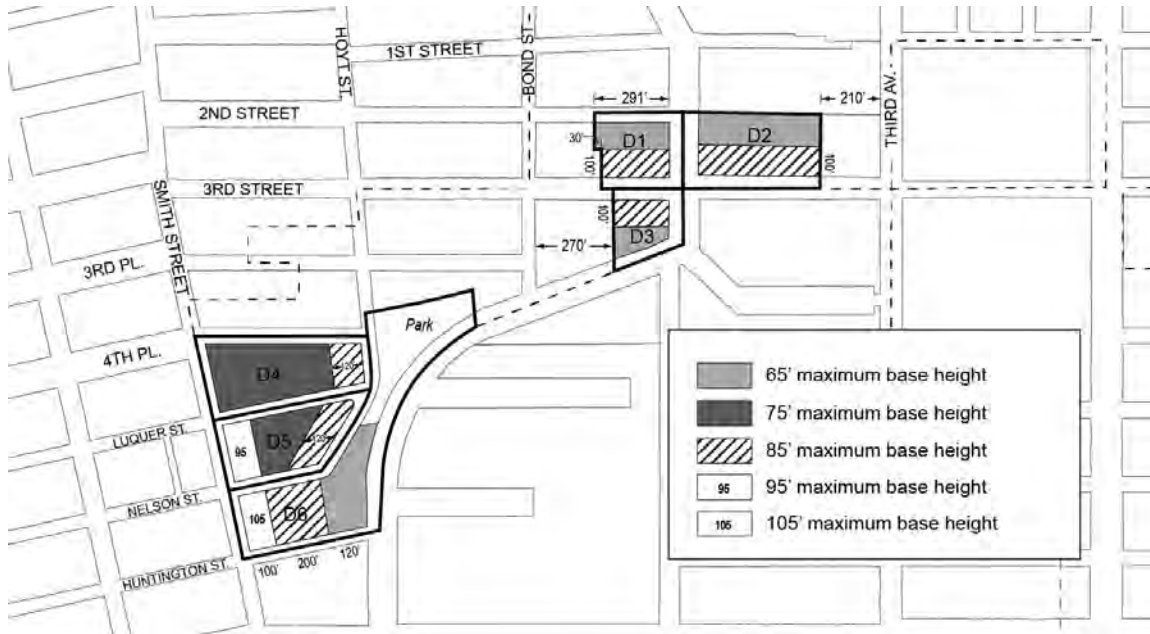 HOYT ST.
1ST STREET
BOND ST
THIRD AV.
291'
210'
2ND STREET
30'
D1
D2
100'
100'
SMITH STREET
3RD STREET
100'
D3
270'
3RD PL.
Park
4TH PL.
D4
120'
65' maximum base height
75' maximum base height
LUQUER ST.
D5
120'
95
85' maximum base height
95 95' maximum base height
NELSON ST.
105
D6
105 105' maximum base height
HUNTINGTON ST.
100'
200'
120'